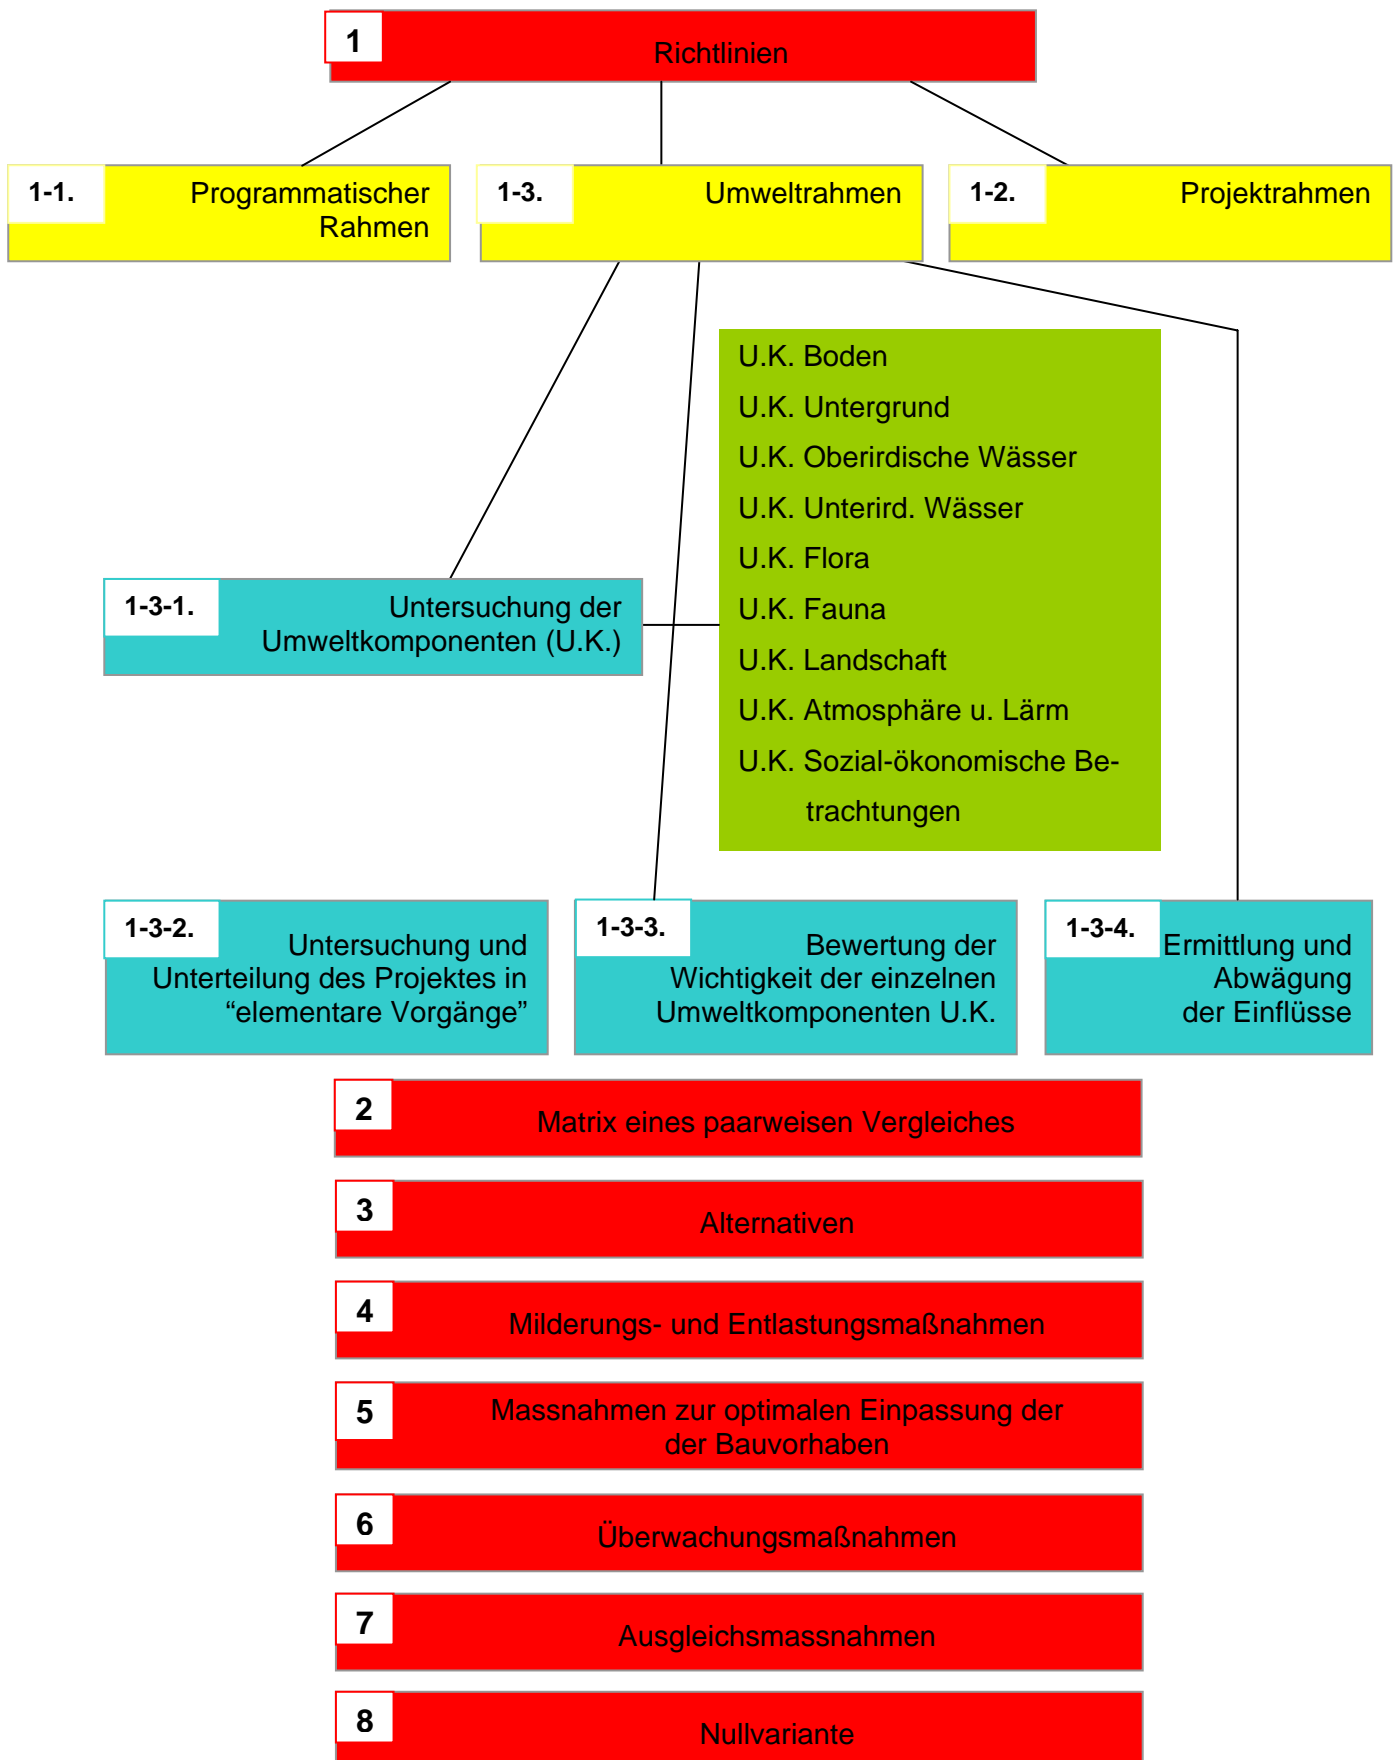 1
Richtlinien
1-1.
Programmatischer
Rahmen
1-3.
Umweltrahmen
1-2.
Projektrahmen
U.K. Boden
U.K. Untergrund
U.K. Oberirdische Wässer
U.K. Unterird. Wässer
U.K. Flora
U.K. Fauna
U.K. Landschaft
U.K. Atmosphäre u. Lärm
U.K. Sozial-ökonomische Be-
trachtungen
1-3-1.
Untersuchung der
Umweltkomponenten (U.K.)
1-3-2.
Untersuchung und
Unterteilung des Projektes in
“elementare Vorgänge”
1-3-3.
Bewertung der
Wichtigkeit der einzelnen
Umweltkomponenten U.K.
1-3-4.
Ermittlung und
Abwägung
der Einflüsse
2
Matrix eines paarweisen Vergleiches
3
Alternativen
4
Milderungs- und Entlastungsmaßnahmen
5
Massnahmen zur optimalen Einpassung der
der Bauvorhaben
6
Überwachungsmaßnahmen
7
Ausgleichsmassnahmen
8
Nullvariante